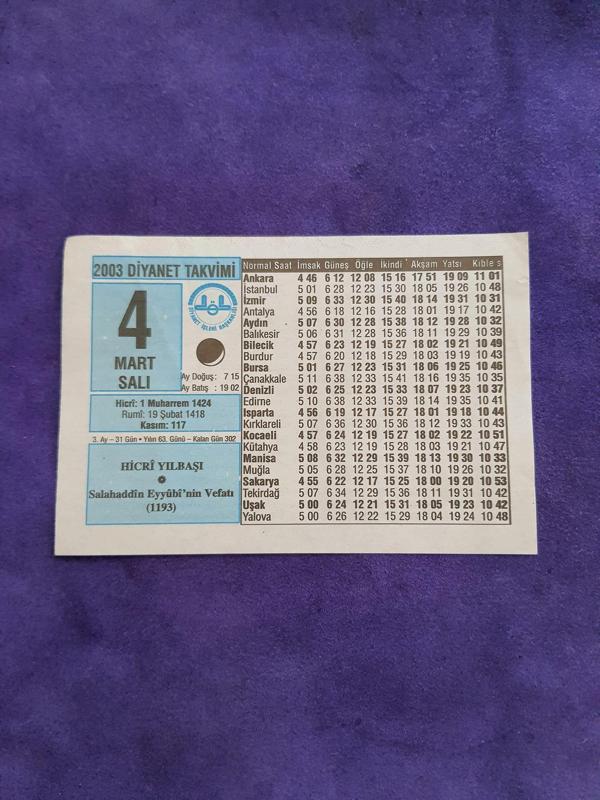 2003 DİYANET TAKVİMİ
4
MART
SALI
DİYANET İŞLERİ BAŞKANLIĞI
Ay Doğuş: 7 15
Ay Batış : 19 02
Hicrî: 1 Muharrem 1424
Rumî: 19 Şubat 1418
Kasım: 117
3. Ay – 31 Gün • Yılın 63. Günü – Kalan Gün 302
HİCRÎ YILBAŞI
Salahaddîn Eyyûbî'nin Vefatı
(1193)
Normal Saat İmsak Güneş Öğle İkindi Akşam Yatsı Kıble s
Ankara 4 46 6 12 12 08 15 16 17 51 19 09 11 01
İstanbul 5 01 6 28 12 23 15 30 18 05 19 26 10 48
İzmir 5 09 6 33 12 30 15 40 18 14 19 31 10 31
Antalya 4 56 6 18 12 16 15 28 18 01 19 17 10 42
Aydın 5 07 6 30 12 28 15 38 18 12 19 28 10 32
Balıkesir 5 06 6 31 12 28 15 36 18 11 19 29 10 39
Bilecik 4 57 6 23 12 19 15 27 18 02 19 21 10 49
Burdur 4 57 6 20 12 18 15 29 18 03 19 19 10 43
Bursa 5 01 6 27 12 23 15 31 18 06 19 25 10 46
Çanakkale 5 11 6 38 12 33 15 41 18 16 19 35 10 35
Denizli 5 02 6 25 12 23 15 33 18 07 19 23 10 37
Edirne 5 10 6 38 12 33 15 39 18 14 19 35 10 41
Isparta 4 56 6 19 12 17 15 27 18 01 19 18 10 44
Kırklareli 5 07 6 36 12 30 15 36 18 12 19 33 10 43
Kocaeli 4 57 6 24 12 19 15 27 18 02 19 22 10 51
Kütahya 4 58 6 23 12 19 15 28 18 03 19 21 10 47
Manisa 5 08 6 32 12 29 15 39 18 13 19 30 10 33
Muğla 5 05 6 28 12 25 15 37 18 10 19 26 10 32
Sakarya 4 55 6 22 12 17 15 25 18 00 19 20 10 53
Tekirdağ 5 07 6 34 12 29 15 36 18 11 19 31 10 42
Uşak 5 00 6 24 12 21 15 31 18 05 19 23 10 42
Yalova 5 00 6 26 12 22 15 29 18 04 19 24 10 48